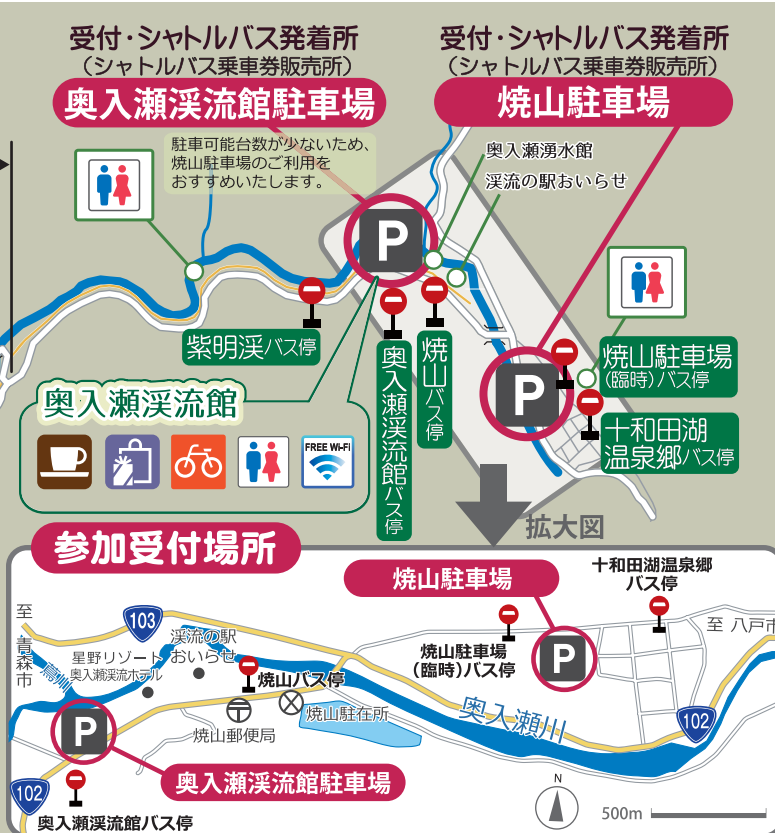 受付・シャトルバス発着所
（シャトルバス乗車券販売所）
奥入瀬渓流館駐車場
駐車可能台数が少ないため、
焼山駐車場のご利用を
おすすめいたします。
受付・シャトルバス発着所
（シャトルバス乗車券販売所）
焼山駐車場
奥入瀬湧水館
渓流の駅おいらせ
P
P
紫明渓バス停
奥入瀬渓流館バス停
焼山バス停
焼山駐車場
（臨時）バス停
十和田湖
温泉郷バス停
奥入瀬渓流館
FREE Wi-Fi
拡大図
参加受付場所
焼山駐車場
十和田湖温泉郷
バス停
至 青森市
103
渓流の駅
おいらせ
星野リゾート
奥入瀬渓流ホテル
蔦川
焼山バス停
焼山駐車場
（臨時）バス停
P
至 八戸市
P
焼山郵便局
焼山駐在所
奥入瀬川
102
奥入瀬渓流館駐車場
102
奥入瀬渓流館バス停
N
500m